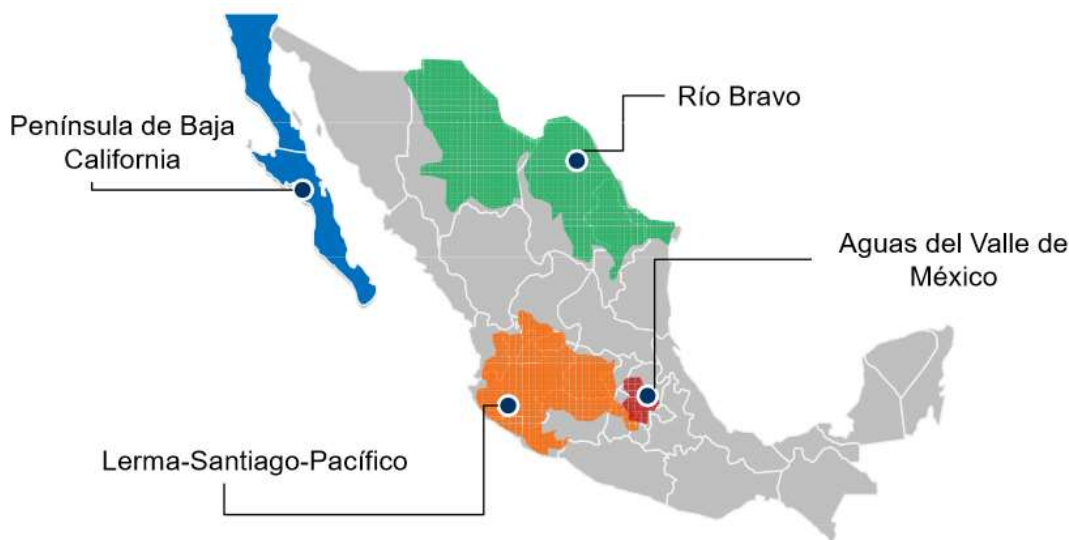 Río Bravo
Península de Baja
California
Aguas del Valle de
México
Lerma-Santiago-Pacífico